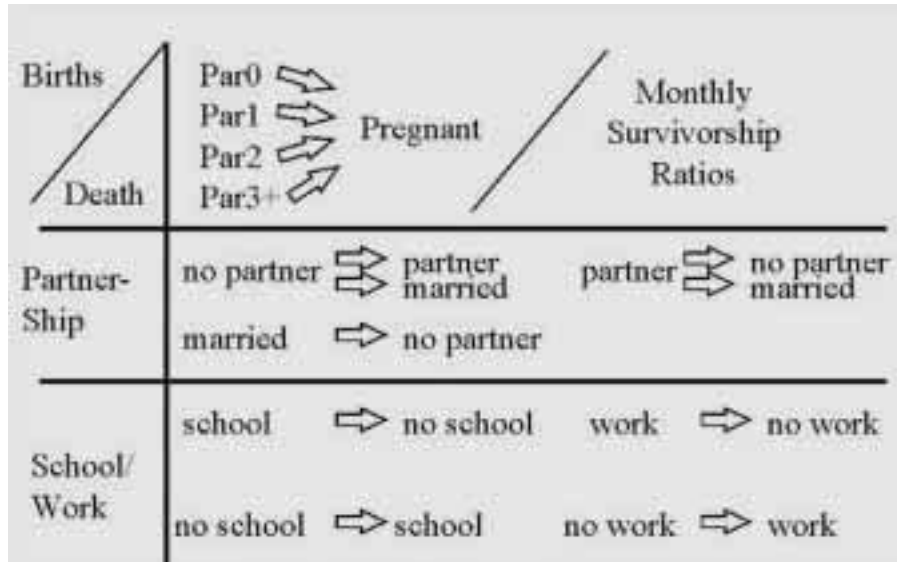 Births
Death
Par0
Par1
Par2
Par3+
Pregnant
Monthly
Survivorship
Ratios
Partner-
Ship
no partner
partner
married
partner
no partner
married
married
no partner
School/
Work
school
no school
work
no work
no school
school
no work
work